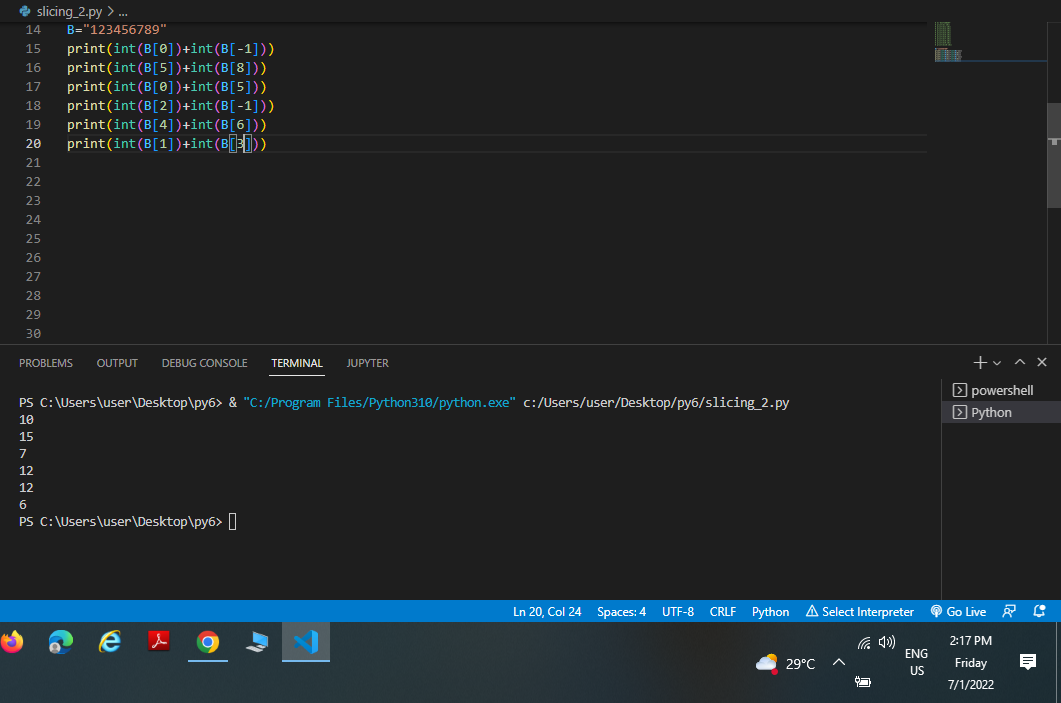 slicing_2.py > ...
14 B="123456789"
15 print(int(B[0])+int(B[-1]))
16 print(int(B[5])+int(B[8]))
17 print(int(B[0])+int(B[5]))
18 print(int(B[2])+int(B[-1]))
19 print(int(B[4])+int(B[6]))
20 print(int(B[1])+int(B[3]))
21
22
23
24
25
26
27
28
29
30
PROBLEMS OUTPUT DEBUG CONSOLE TERMINAL JUPYTER
PS C:\Users\user\Desktop\py6> & "C:/Program Files/Python310/python.exe" c:/Users/user/Desktop/py6/slicing_2.py
10
15
7
12
12
6
PS C:\Users\user\Desktop\py6>
powershell
Python
Ln 20, Col 24 Spaces: 4 UTF-8 CRLF Python Select Interpreter Go Live
29°C
ENG
US
2:17 PM
Friday
7/1/2022